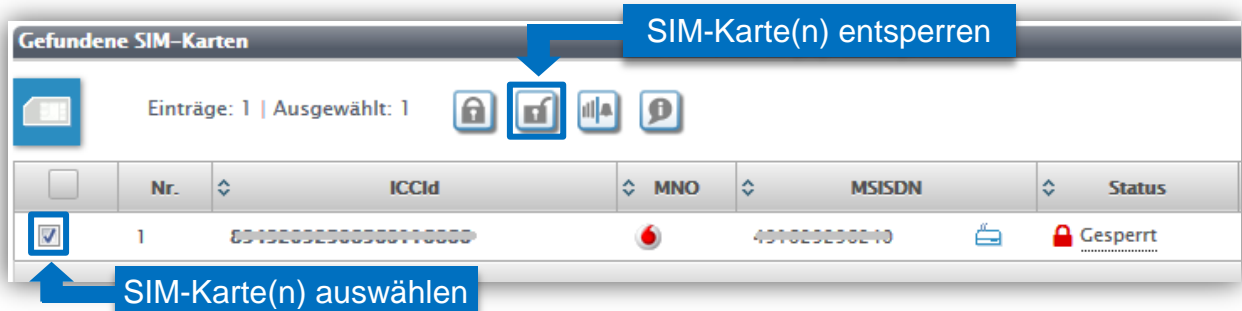 SIM-Karte(n) entsperren
Gefundene SIM-Karten
Einträge: 1 | Ausgewählt: 1
Nr. ICCId MNO MSISDN Status
1 Gesperrt
SIM-Karte(n) auswählen